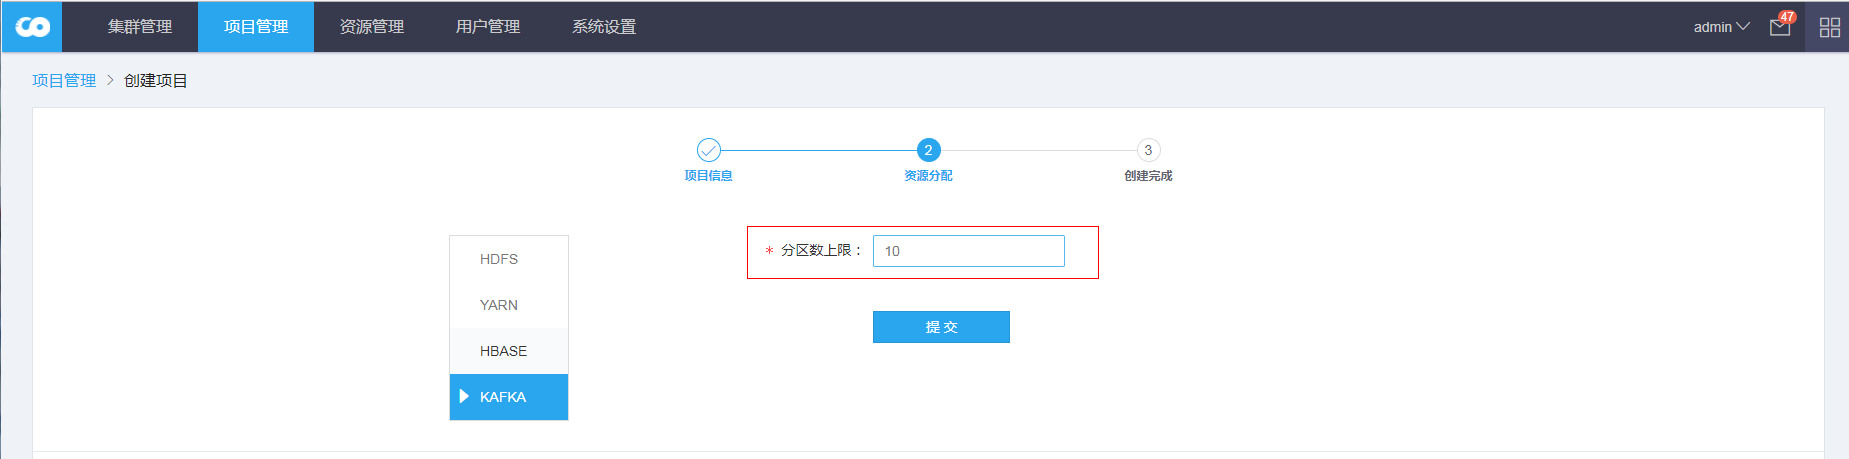 集群管理 项目管理 资源管理 用户管理 系统设置 admin 47
项目管理 > 创建项目
2 3
项目信息 资源分配 创建完成
* 分区数上限： 10
HDFS
YARN
提 交
HBASE
KAFKA